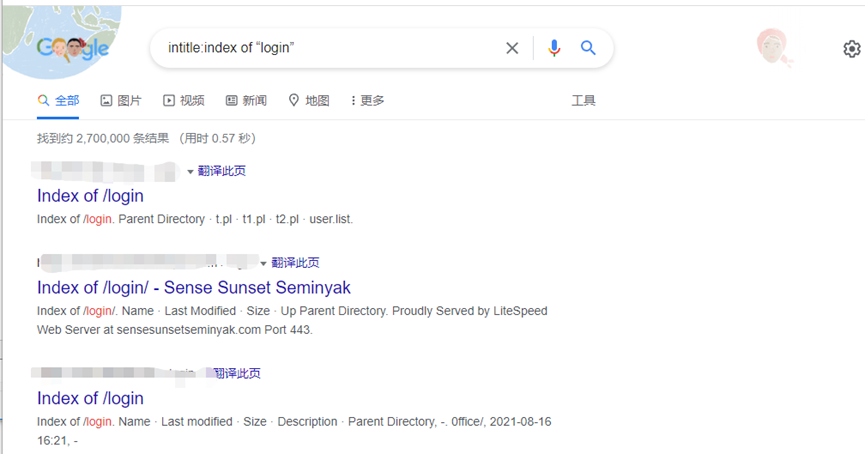 Google
intitle:index of “login”
全部 图片 视频 新闻 地图 更多 工具
找到约 2,700,000 条结果 （用时 0.57 秒）
翻译此页
Index of /login
Index of /login. Parent Directory · t.pl · t1.pl · t2.pl · user.list.
翻译此页
Index of /login/ - Sense Sunset Seminyak
Index of /login/. Name · Last Modified · Size · Up Parent Directory. Proudly Served by LiteSpeed
Web Server at sensesunsetseminyak.com Port 443.
翻译此页
Index of /login
Index of /login. Name · Last modified · Size · Description · Parent Directory, -. 0ffice/, 2021-08-16
16:21, -